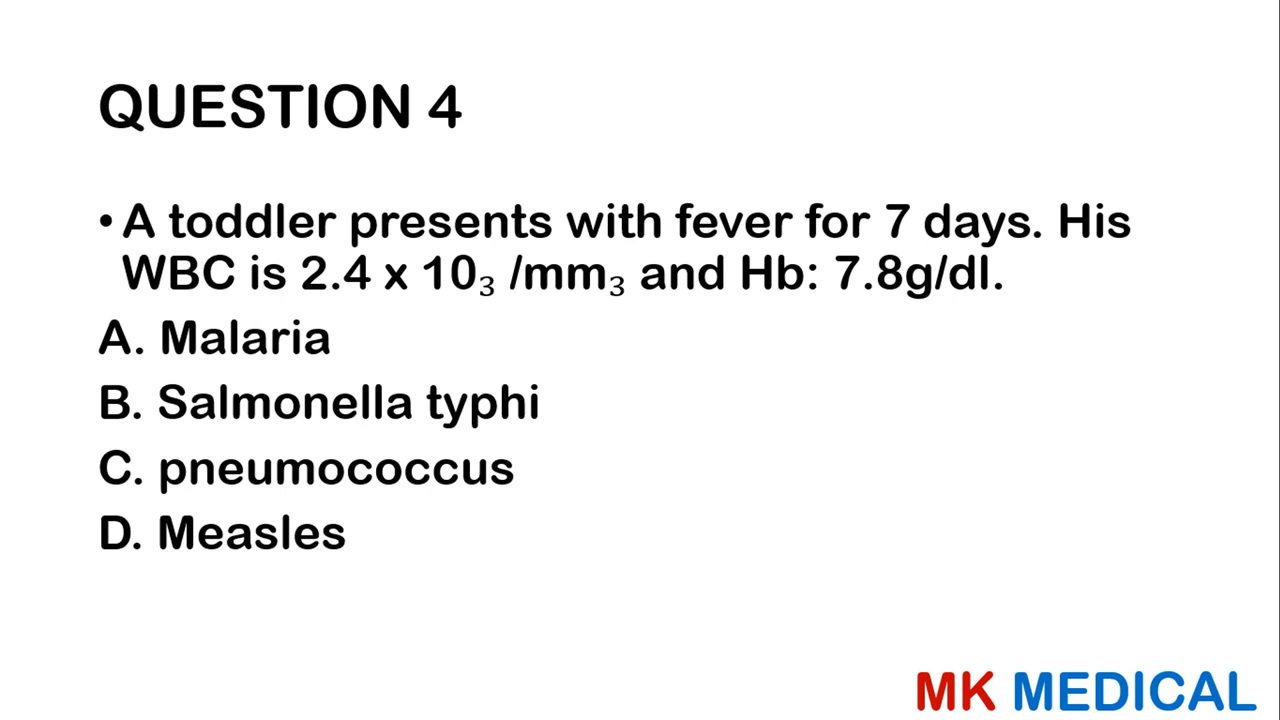 QUESTION 4
• A toddler presents with fever for 7 days. His
WBC is 2.4 x 10₃ /mm₃ and Hb: 7.8g/dl.
A. Malaria
B. Salmonella typhi
C. pneumococcus
D. Measles
MK MEDICAL